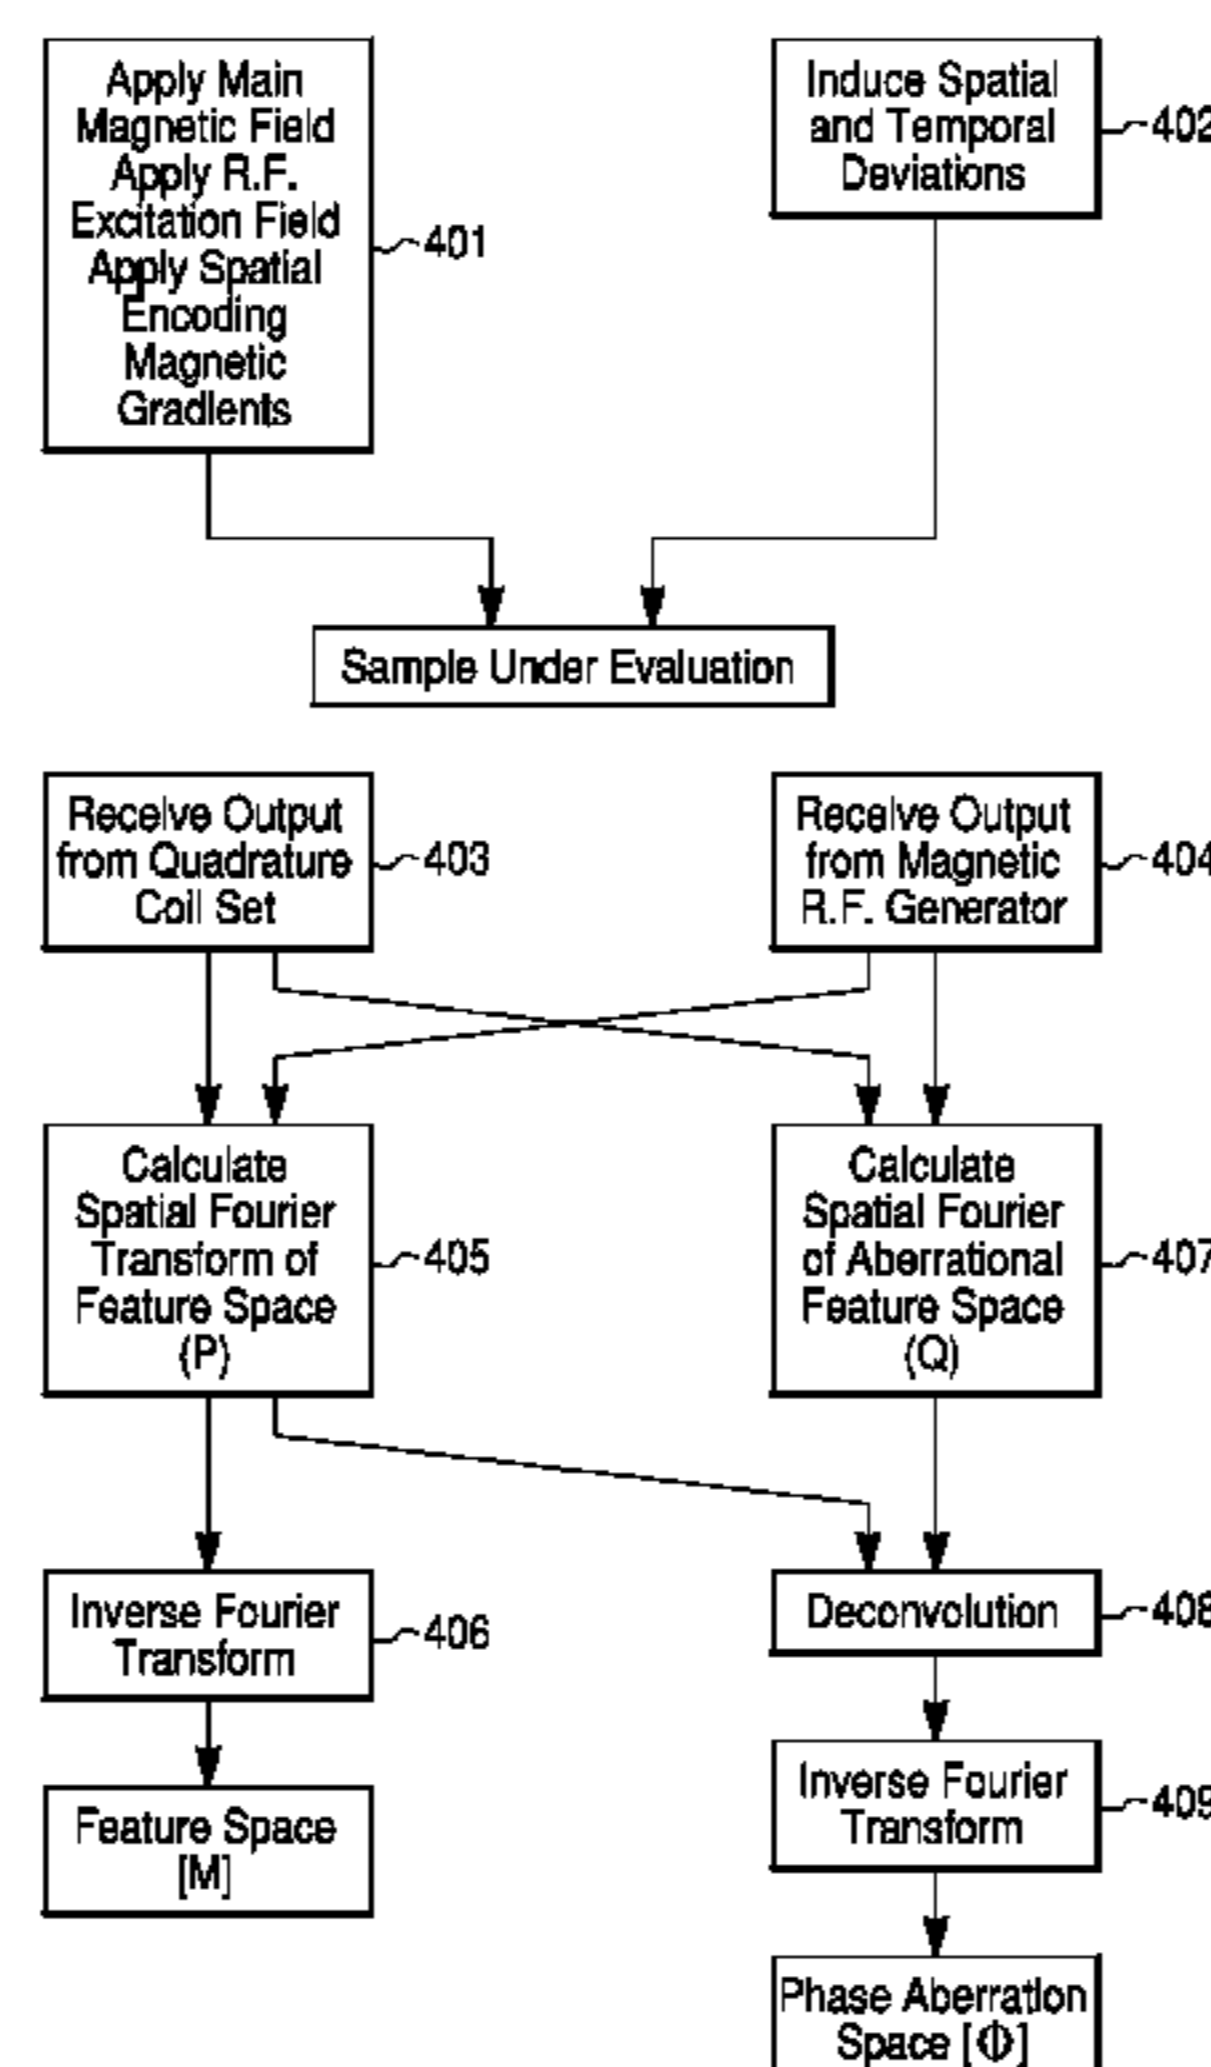 Apply Main
Magnetic Field
Apply R.F.
Excitation Field
Apply Spatial
Encoding
Magnetic
Gradients
401
Induce Spatial
and Temporal
Deviations
402
Sample Under Evaluation
Receive Output
from Quadrature
Coil Set
403
Receive Output
from Magnetic
R.F. Generator
404
Calculate
Spatial Fourier
Transform of
Feature Space
(P)
405
Calculate
Spatial Fourier
of Aberrational
Feature Space
(Q)
407
Inverse Fourier
Transform
406
Deconvolution
408
Inverse Fourier
Transform
409
Feature Space
[M]
Phase Aberration
Space [Φ]